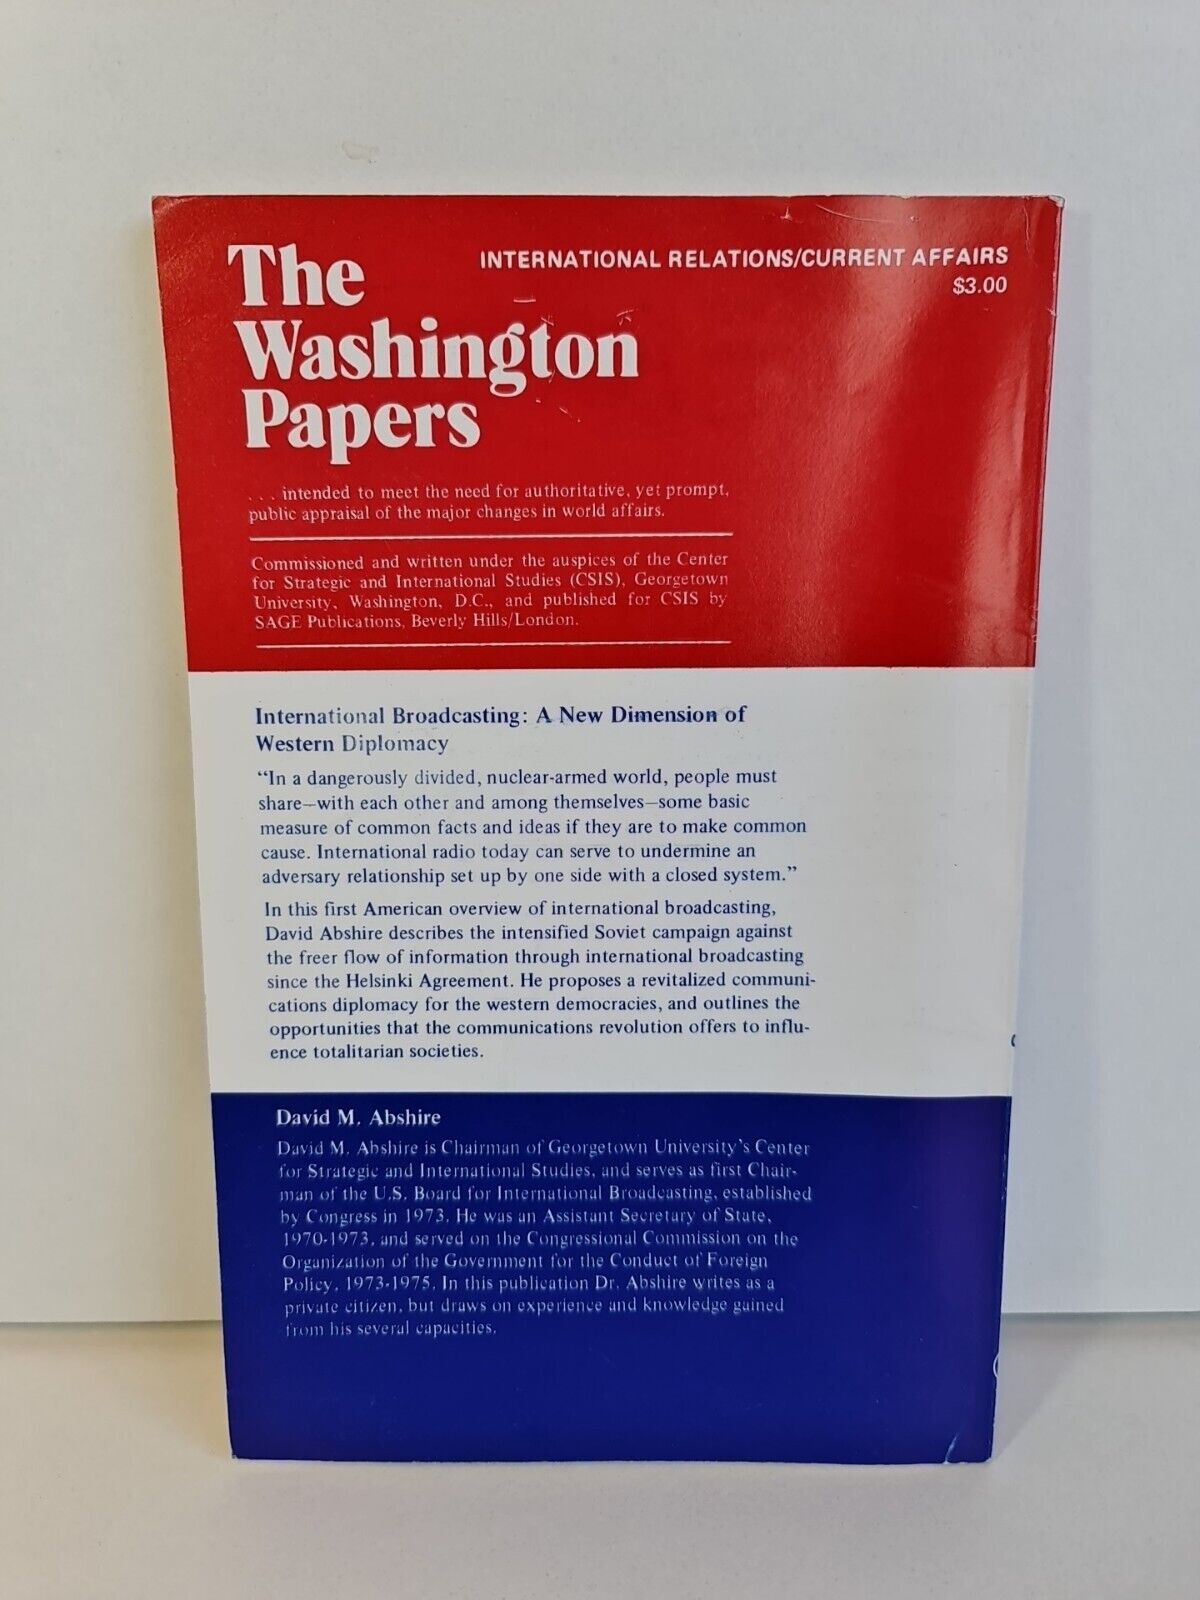 The
Washington
Papers
INTERNATIONAL RELATIONS/CURRENT AFFAIRS
$3.00
. . . intended to meet the need for authoritative, yet prompt,
public appraisal of the major changes in world affairs.
Commissioned and written under the auspices of the Center
for Strategic and International Studies (CSIS), Georgetown
University, Washington, D.C., and published for CSIS by
SAGE Publications, Beverly Hills/London.
International Broadcasting: A New Dimension of
Western Diplomacy
“In a dangerously divided, nuclear-armed world, people must
share—with each other and among themselves—some basic
measure of common facts and ideas if they are to make common
cause. International radio today can serve to undermine an
adversary relationship set up by one side with a closed system.”
In this first American overview of international broadcasting,
David Abshire describes the intensified Soviet campaign against
the freer flow of information through international broadcasting
since the Helsinki Agreement. He proposes a revitalized communi-
cations diplomacy for the western democracies, and outlines the
opportunities that the communications revolution offers to influ-
ence totalitarian societies.
David M. Abshire
David M. Abshire is Chairman of Georgetown University's Center
for Strategic and International Studies, and serves as first Chair-
man of the U.S. Board for International Broadcasting, established
by Congress in 1973. He was an Assistant Secretary of State,
1970-1973, and served on the Congressional Commission on the
Organization of the Government for the Conduct of Foreign
Policy, 1973-1975. In this publication Dr. Abshire writes as a
private citizen, but draws on experience and knowledge gained
from his several capacities.